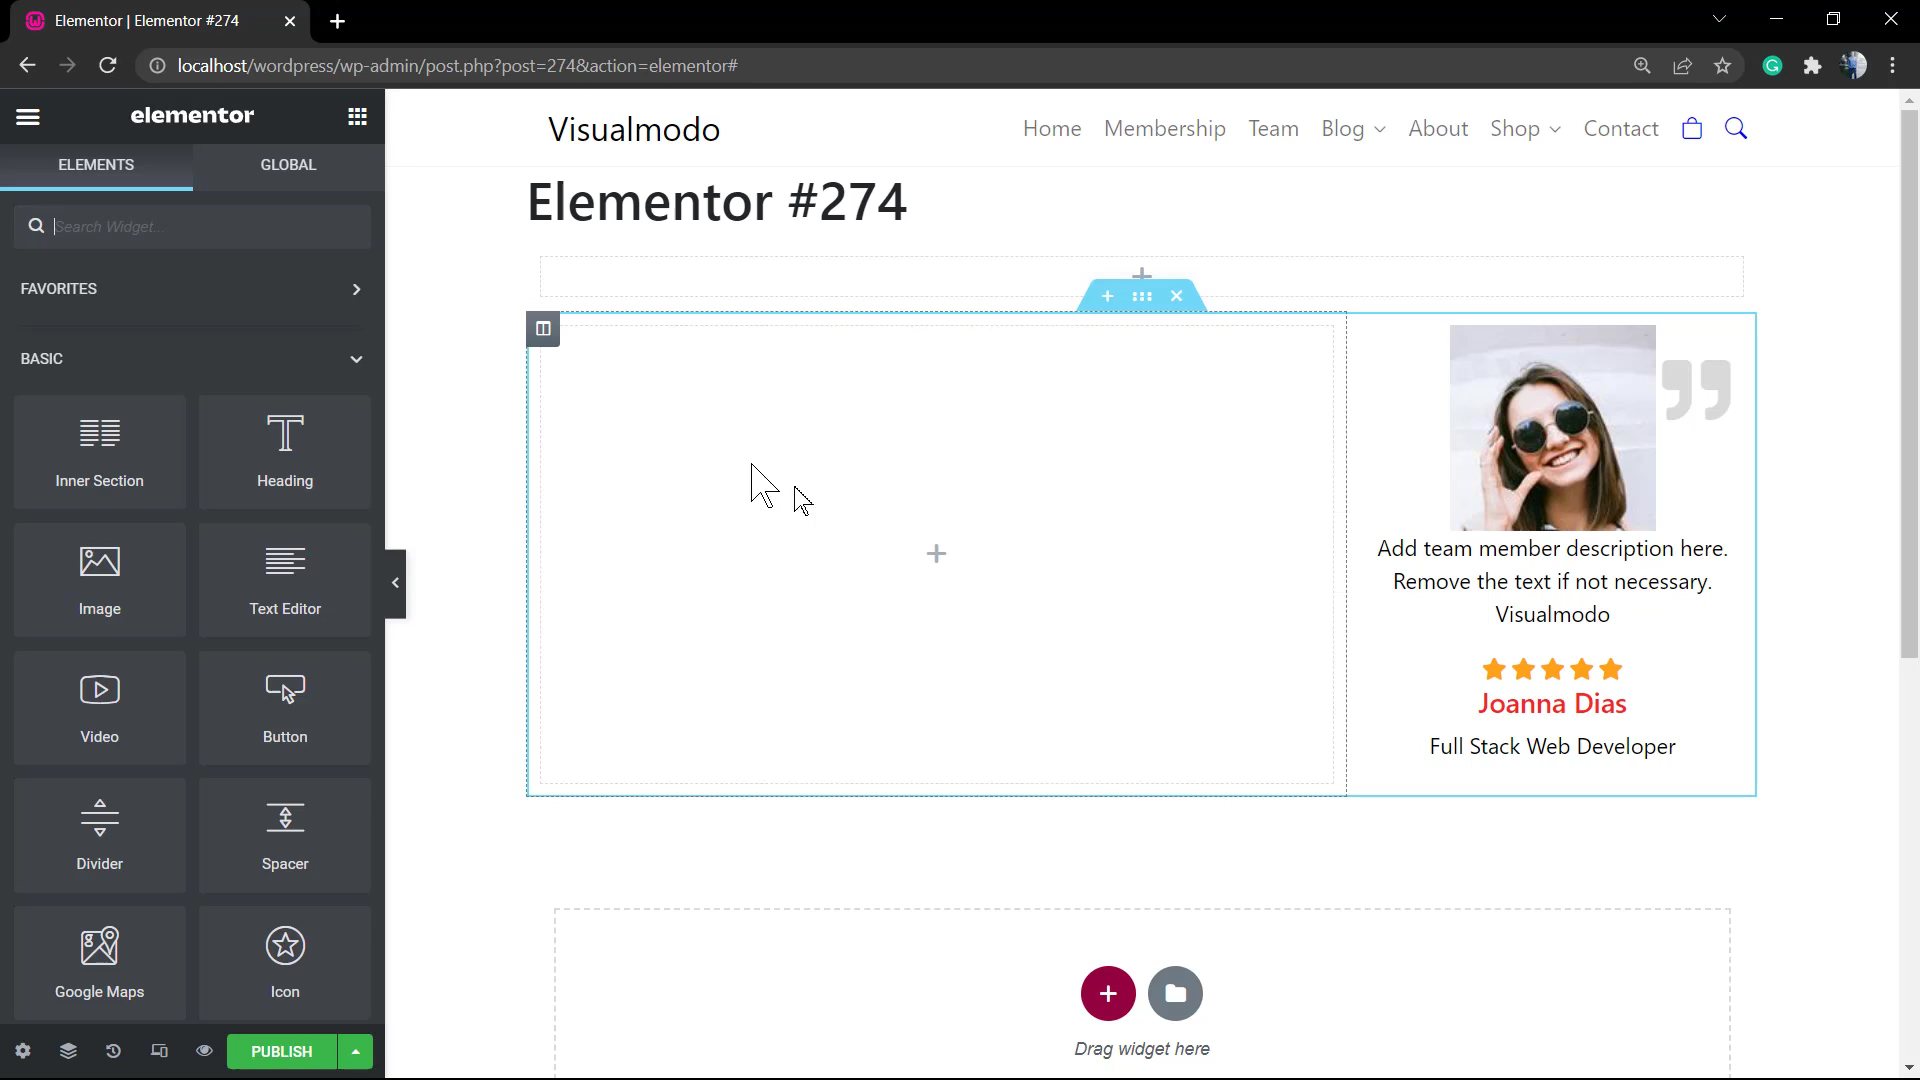 Elementor | Elementor #274
localhost/wordpress/wp-admin/post.php?post=274&action=elementor#
elementor
ELEMENTS
GLOBAL
Search Widget...
FAVORITES
BASIC
Inner Section
Heading
Image
Text Editor
Video
Button
Divider
Spacer
Google Maps
Icon
PUBLISH
Visualmodo
Home
Membership
Team
Blog
About
Shop
Contact
Elementor #274
Add team member description here.
Remove the text if not necessary.
Visualmodo
Joanna Dias
Full Stack Web Developer
Drag widget here